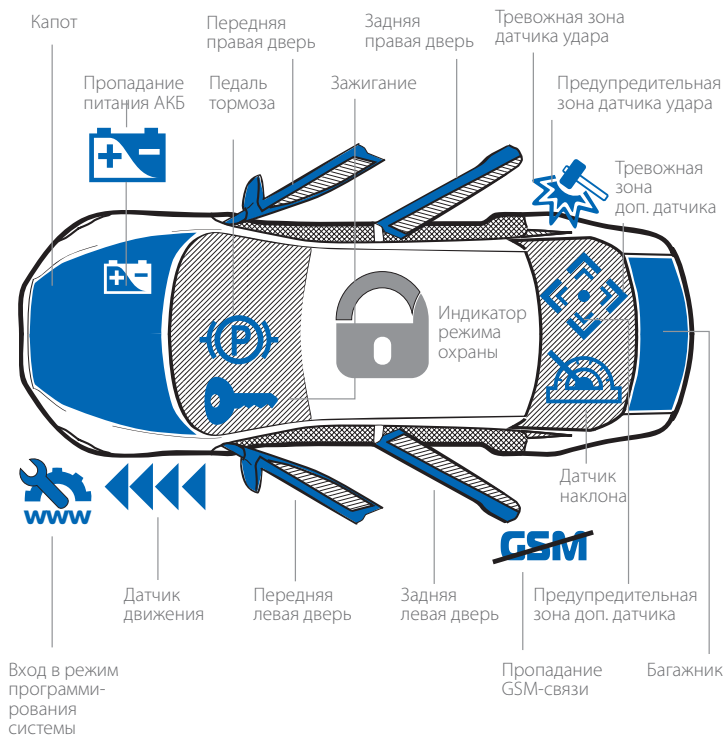 Капот
Передняя
правая дверь
Задняя
правая дверь
Тревожная зона
датчика удара
Пропадание
питания АКБ
Педаль
тормоза
Зажигание
Предупредительная
зона датчика удара
Тревожная
зона
доп. датчика
P
Индикатор
режима
охраны
Датчик
наклона
www
GSM
Датчик
движения
Передняя
левая дверь
Задняя
левая дверь
Предупредительная
зона доп. датчика
Вход в режим
программи-
рования
системы
Пропадание
GSM-связи
Багажник